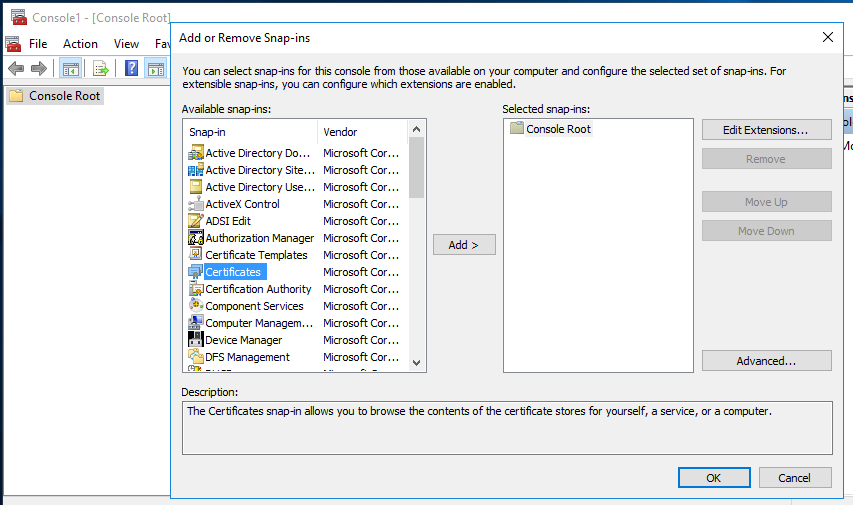 Console1 - [Console Root]
File Action View Fav
Console Root
Add or Remove Snap-ins
You can select snap-ins for this console from those available on your computer and configure the selected set of snap-ins. For
extensible snap-ins, you can configure which extensions are enabled.
Available snap-ins:
Snap-in Vendor
Active Directory Do... Microsoft Cor...
Active Directory Site... Microsoft Cor...
Active Directory Use... Microsoft Cor...
ActiveX Control Microsoft Cor...
ADSI Edit Microsoft Cor...
Authorization Manager Microsoft Cor...
Certificate Templates Microsoft Cor...
Certificates Microsoft Cor...
Certification Authority Microsoft Cor...
Component Services Microsoft Cor...
Computer Managem... Microsoft Cor...
Device Manager Microsoft Cor...
DFS Management Microsoft Cor...
Add >
Selected snap-ins:
Console Root
Edit Extensions...
Remove
Move Up
Move Down
Advanced...
Description:
The Certificates snap-in allows you to browse the contents of the certificate stores for yourself, a service, or a computer.
OK Cancel